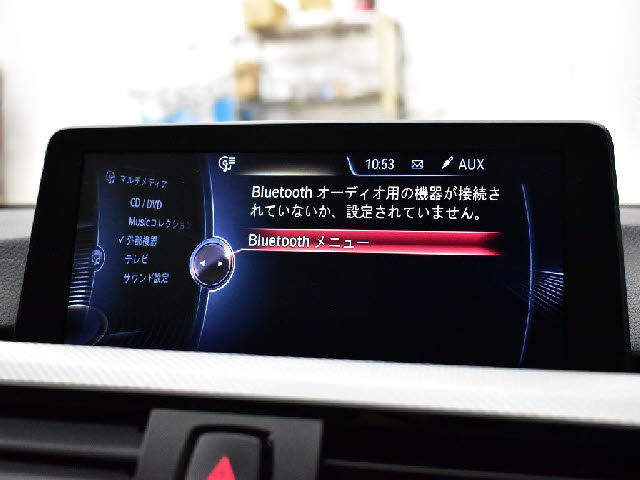 10:53 AUX
マルチメディア
CD / DVD
Musicコレクション
✓外部機器
テレビ
サウンド設定
Bluetooth オーディオ用の機器が接続さ
れていないか、設定されていません。
Bluetooth メニュー